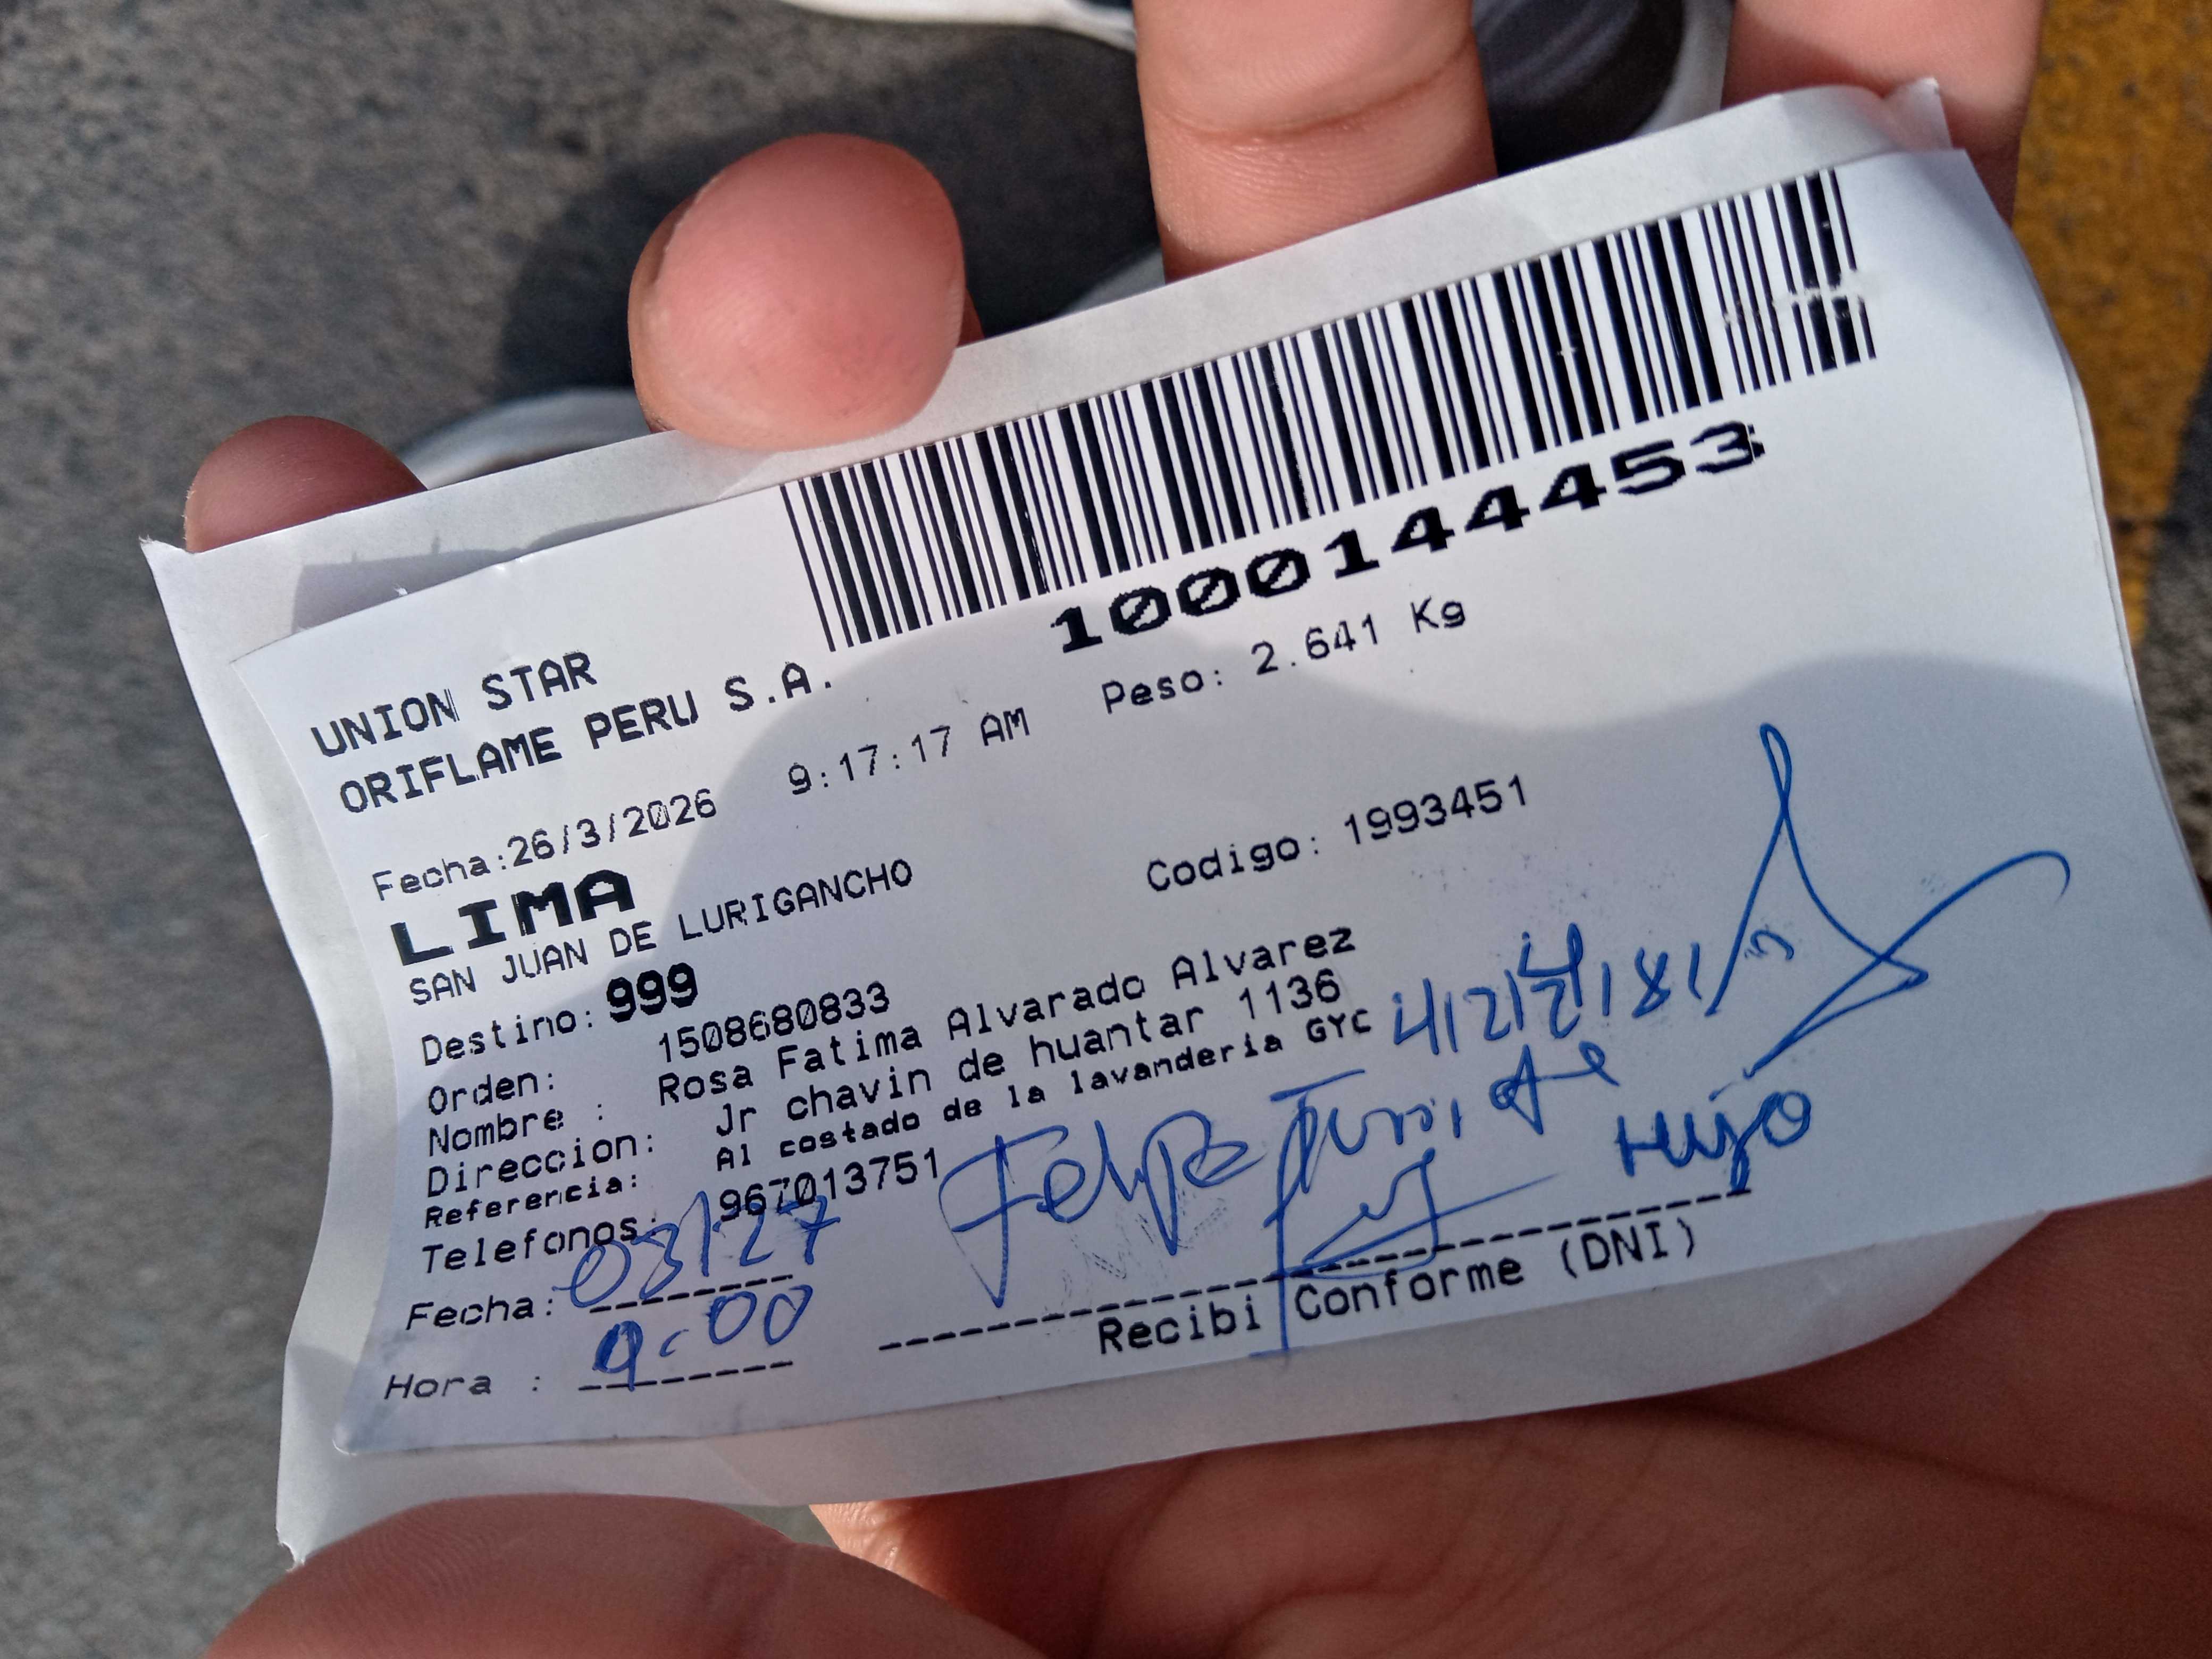 1000144453
UNION STAR
ORIFLAME PERU S.A.
Fecha:26/3/2026 9:17:17 AM Peso: 2.641 Kg
LIMA
SAN JUAN DE LURIGANCHO Codigo: 1993451
Destino: 999
Orden: 1508680833
Nombre : Rosa Fatima Alvarado Alvarez
Direccion: Jr chavin de huantar 1136
Referencia: Al costado de la lavanderia GYC
Telefonos: 967013751
Fecha: 03/27
Felipe
Hijo
Hora : 9:00
Recibi Conforme (DNI)